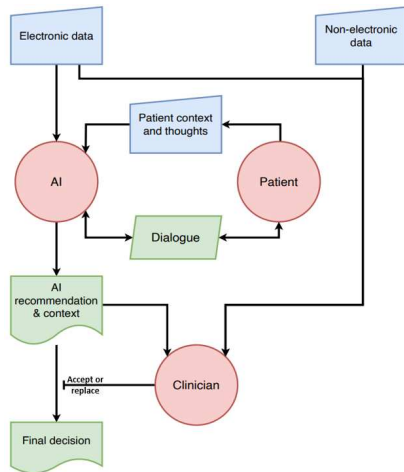 Electronic data
Non-electronic
data
Patient context
and thoughts
AI
Patient
Dialogue
AI
recommendation
& context
Clinician
Accept or
replace
Final decision